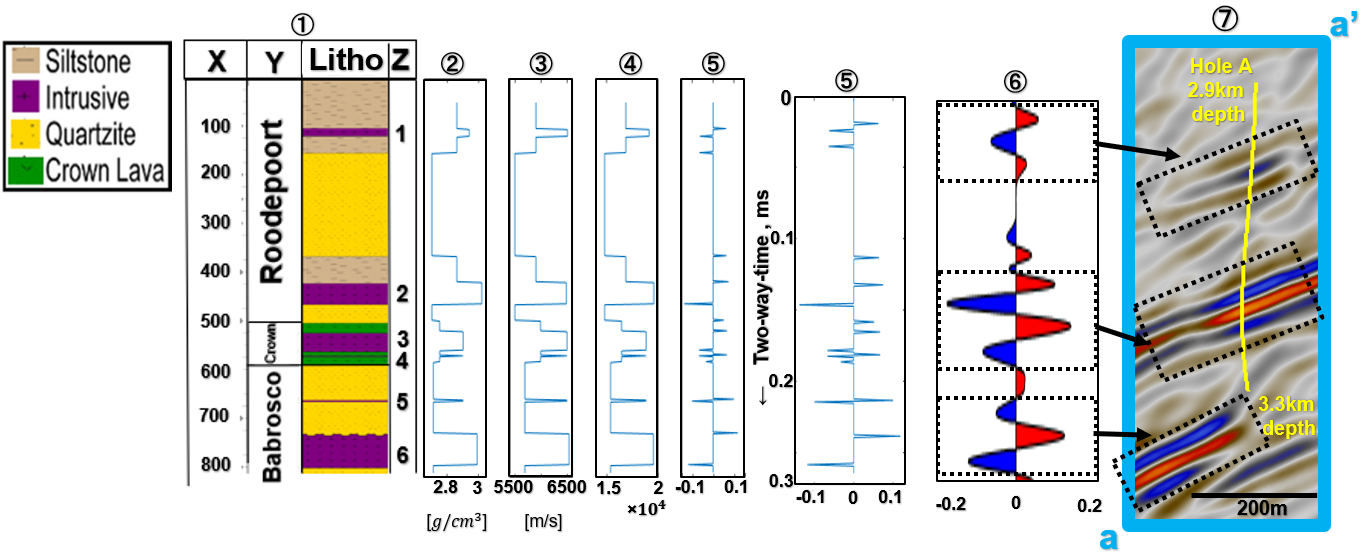 ①
Siltstone
Intrusive
Quartzite
Crown Lava
X Y Litho Z
100
200
300
400
500
600
700
800
Roodepoort
Crown
Babrosco
1
2
3
4
5
6
②
2.8 3
[g/cm³]
③
5500 6500
[m/s]
④
1.5 2
×10⁴
⑤
-0.1 0.1
⑤
0
0.1
0.2
0.3
← Two-way-time , ms
-0.1 0 0.1
⑥
-0.2 0 0.2
⑦
a'
Hole A
2.9km
depth
3.3km
depth
200m
a